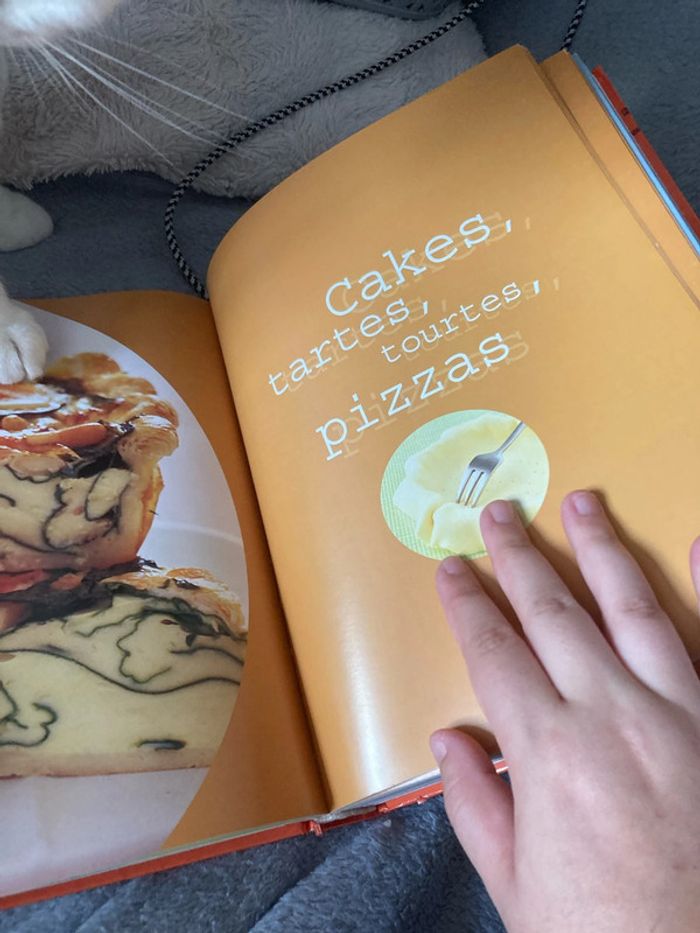 Cakes,
tartes,
tourtes,
pizzas